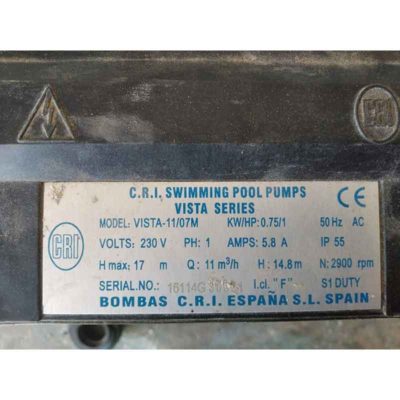 CRI
C.R.I. SWIMMING POOL PUMPS
VISTA SERIES
CE
MODEL: VISTA-11/07M KW/HP: 0.75/1 50 Hz AC
CRI
VOLTS: 230 V PH: 1 AMPS: 5.8 A IP 55
H max: 17 m Q: 11 m³/h H: 14.8 m N: 2900 rpm
SERIAL.NO.: I.cl. "F" S1 DUTY
BOMBAS C.R.I. ESPAÑA S.L. SPAIN